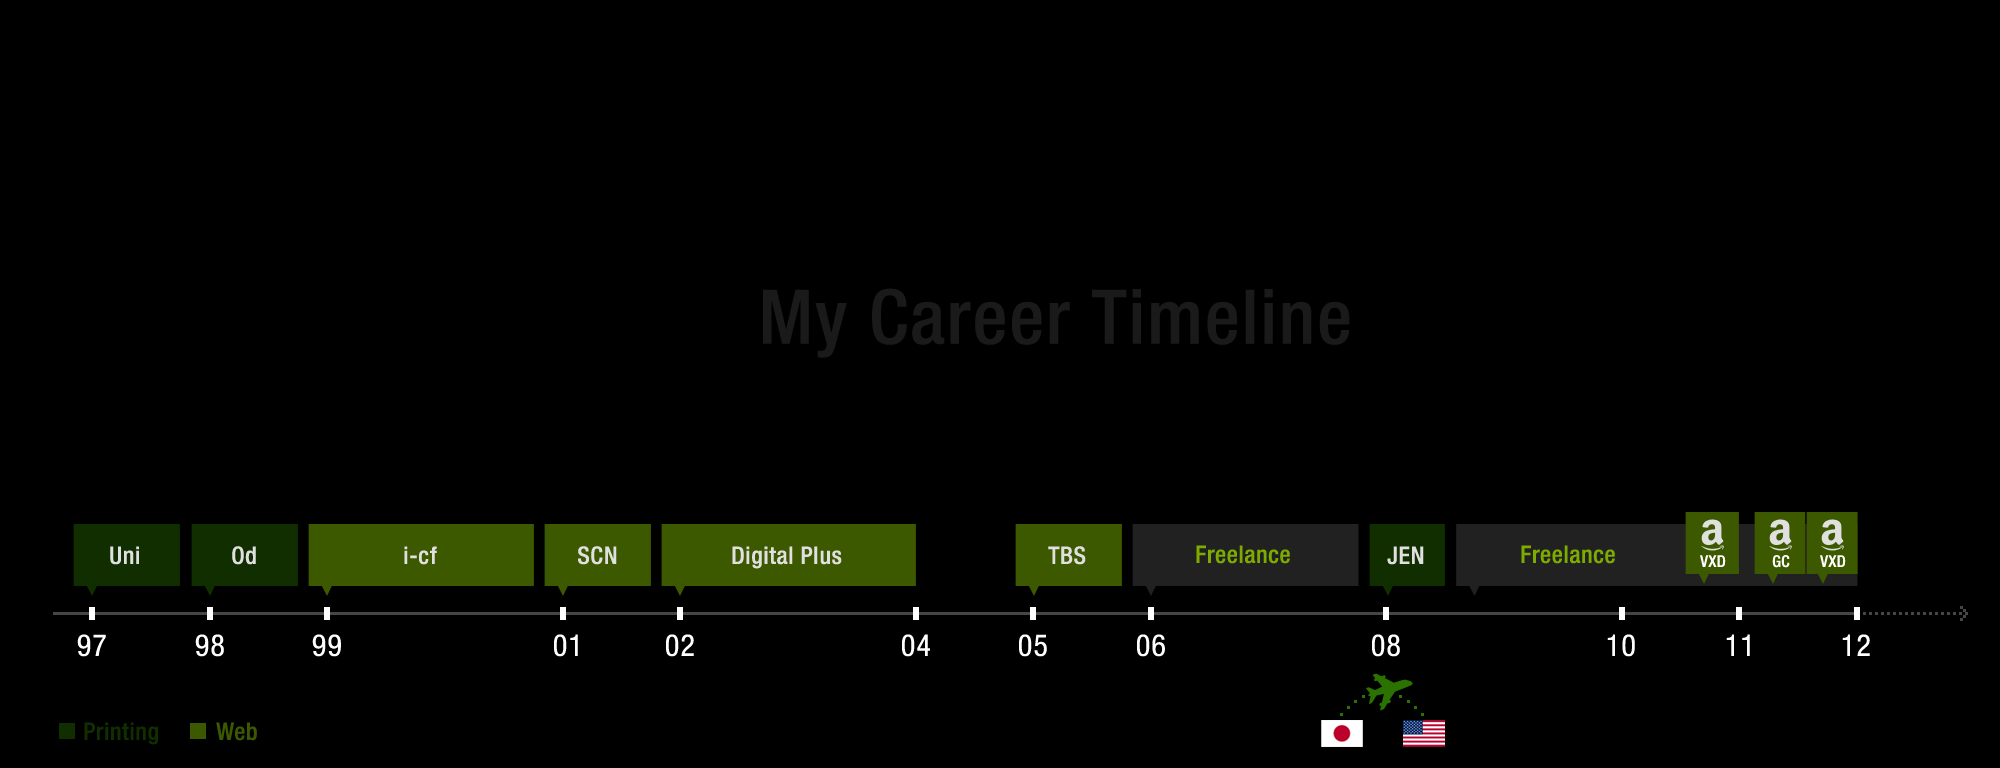 My Career Timeline
Uni
Od
i-cf
SCN
Digital Plus
TBS
Freelance
JEN
Freelance
a VXD
a GC
a VXD
97 98 99 01 02 04 05 06 08 10 11 12
Printing Web